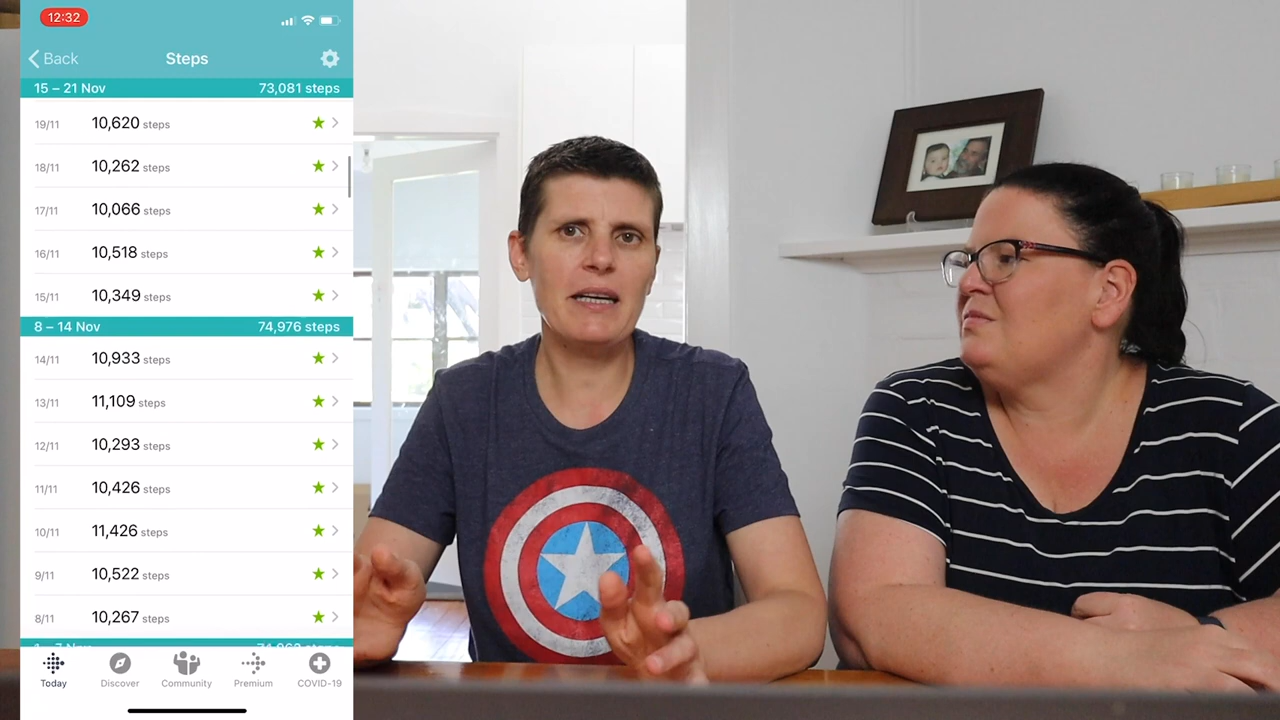 12:32
Back Steps
15 – 21 Nov 73,081 steps
19/11 10,620 steps
18/11 10,262 steps
17/11 10,066 steps
16/11 10,518 steps
15/11 10,349 steps
8 – 14 Nov 74,976 steps
14/11 10,933 steps
13/11 11,109 steps
12/11 10,293 steps
11/11 10,426 steps
10/11 11,426 steps
9/11 10,522 steps
8/11 10,267 steps
Today Discover Community Premium COVID-19